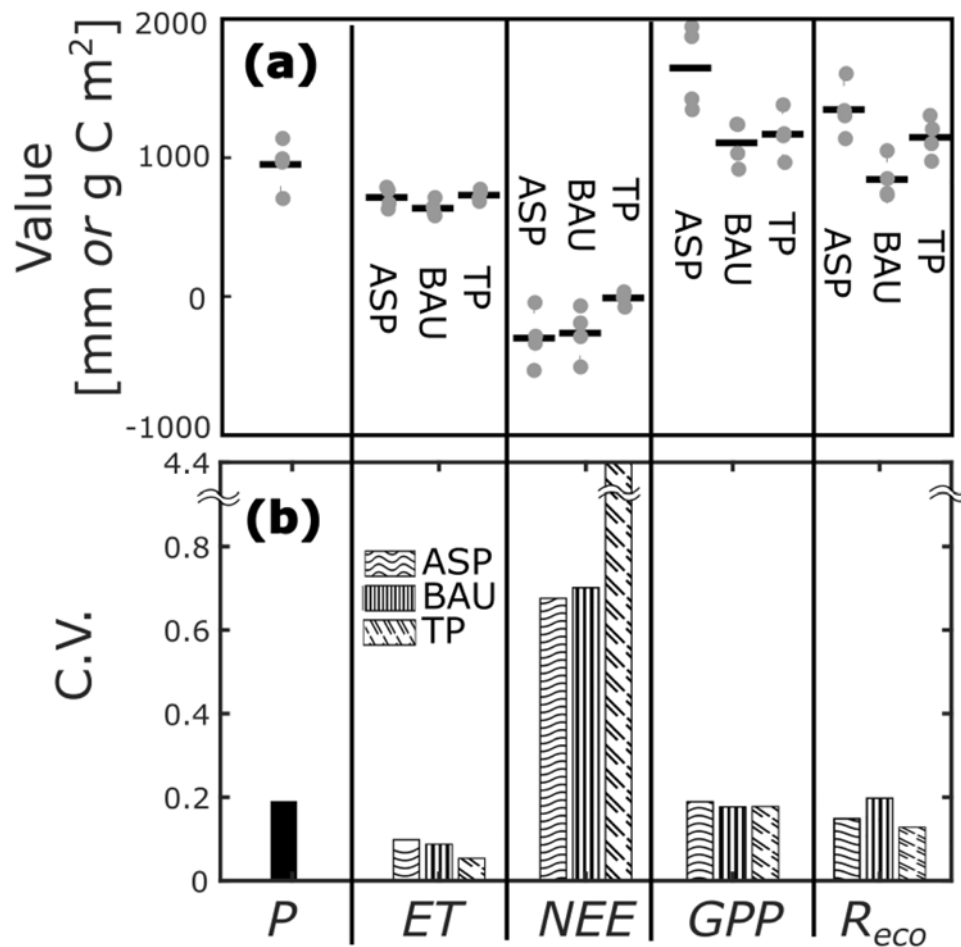 Value
[mm or g C m²]
2000
1000
0
-1000
(a)
ASP
BAU
TP
ASP
BAU
TP
ASP
BAU
TP
ASP
BAU
TP
C.V.
4.4
0.8
0.6
0.4
0.2
0
(b)
ASP
BAU
TP
P ET NEE GPP Reco